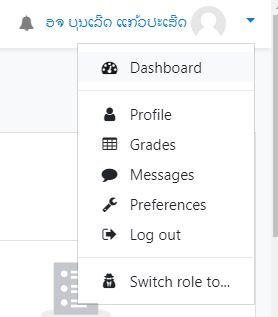 ອຈ ບຸນເລີດ ແກ້ວປະເສີດ
Dashboard
Profile
Grades
Messages
Preferences
Log out
Switch role to...